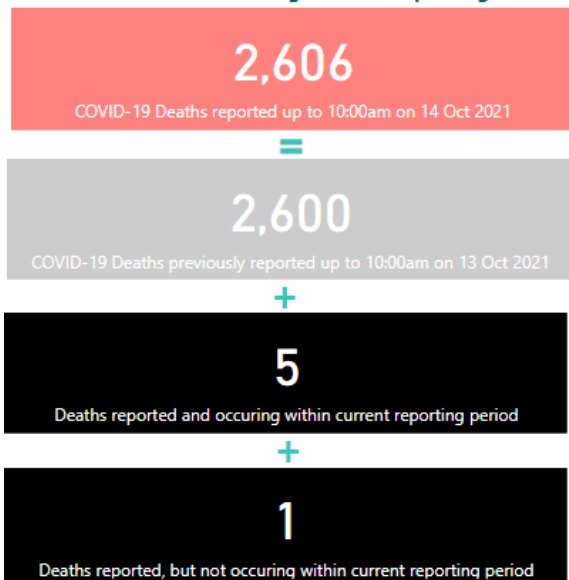 2,606
COVID-19 Deaths reported up to 10:00am on 14 Oct 2021
=
2,600
COVID-19 Deaths previously reported up to 10:00am on 13 Oct 2021
+
5
Deaths reported and occuring within current reporting period
+
1
Deaths reported, but not occuring within current reporting period